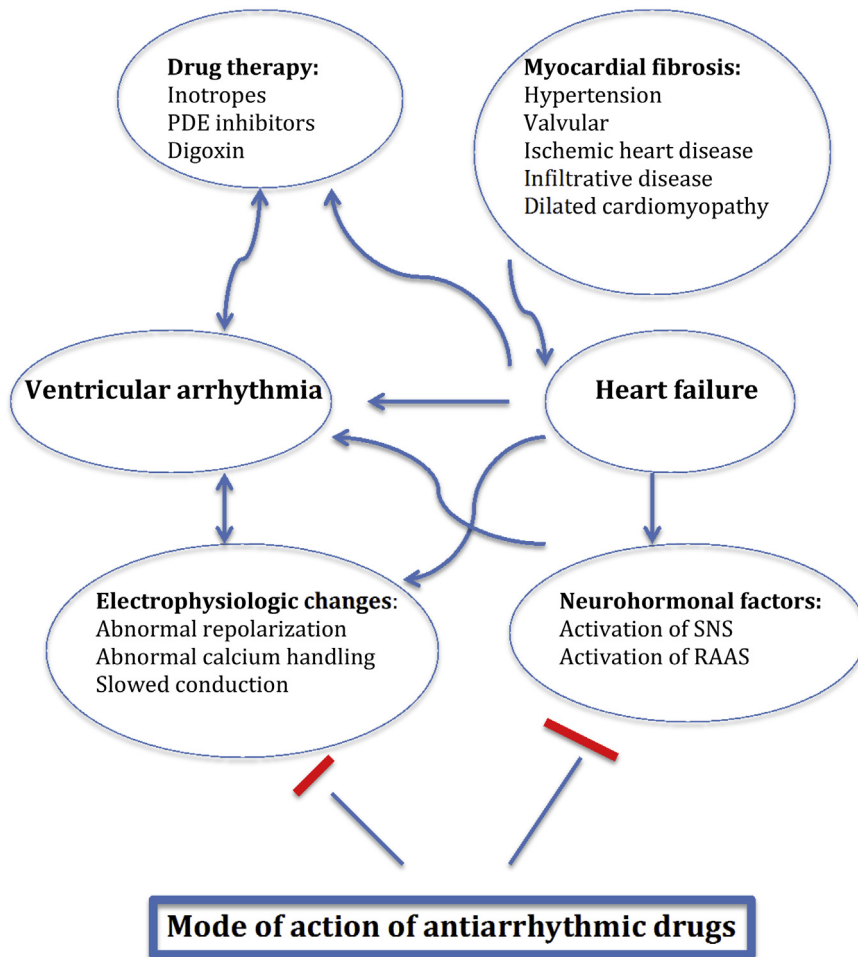 Drug therapy:
Inotropes
PDE inhibitors
Digoxin
Myocardial fibrosis:
Hypertension
Valvular
Ischemic heart disease
Infiltrative disease
Dilated cardiomyopathy
Ventricular arrhythmia
Heart failure
Electrophysiologic changes:
Abnormal repolarization
Abnormal calcium handling
Slowed conduction
Neurohormonal factors:
Activation of SNS
Activation of RAAS
Mode of action of antiarrhythmic drugs